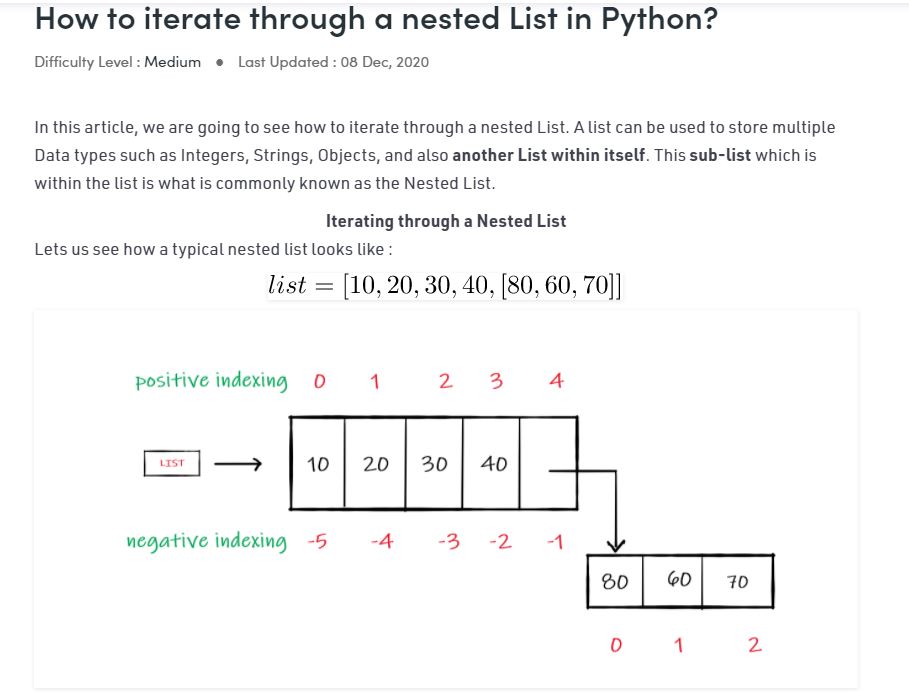 How to iterate through a nested List in Python?
Difficulty Level : Medium ● Last Updated : 08 Dec, 2020
In this article, we are going to see how to iterate through a nested List. A list can be used to store multiple
Data types such as Integers, Strings, Objects, and also another List within itself. This sub-list which is
within the list is what is commonly known as the Nested List.
Iterating through a Nested List
Lets us see how a typical nested list looks like :
list = [10, 20, 30, 40, [80, 60, 70]]
positive indexing 0 1 2 3 4
LIST 10 20 30 40
negative indexing -5 -4 -3 -2 -1
80 60 70
0 1 2